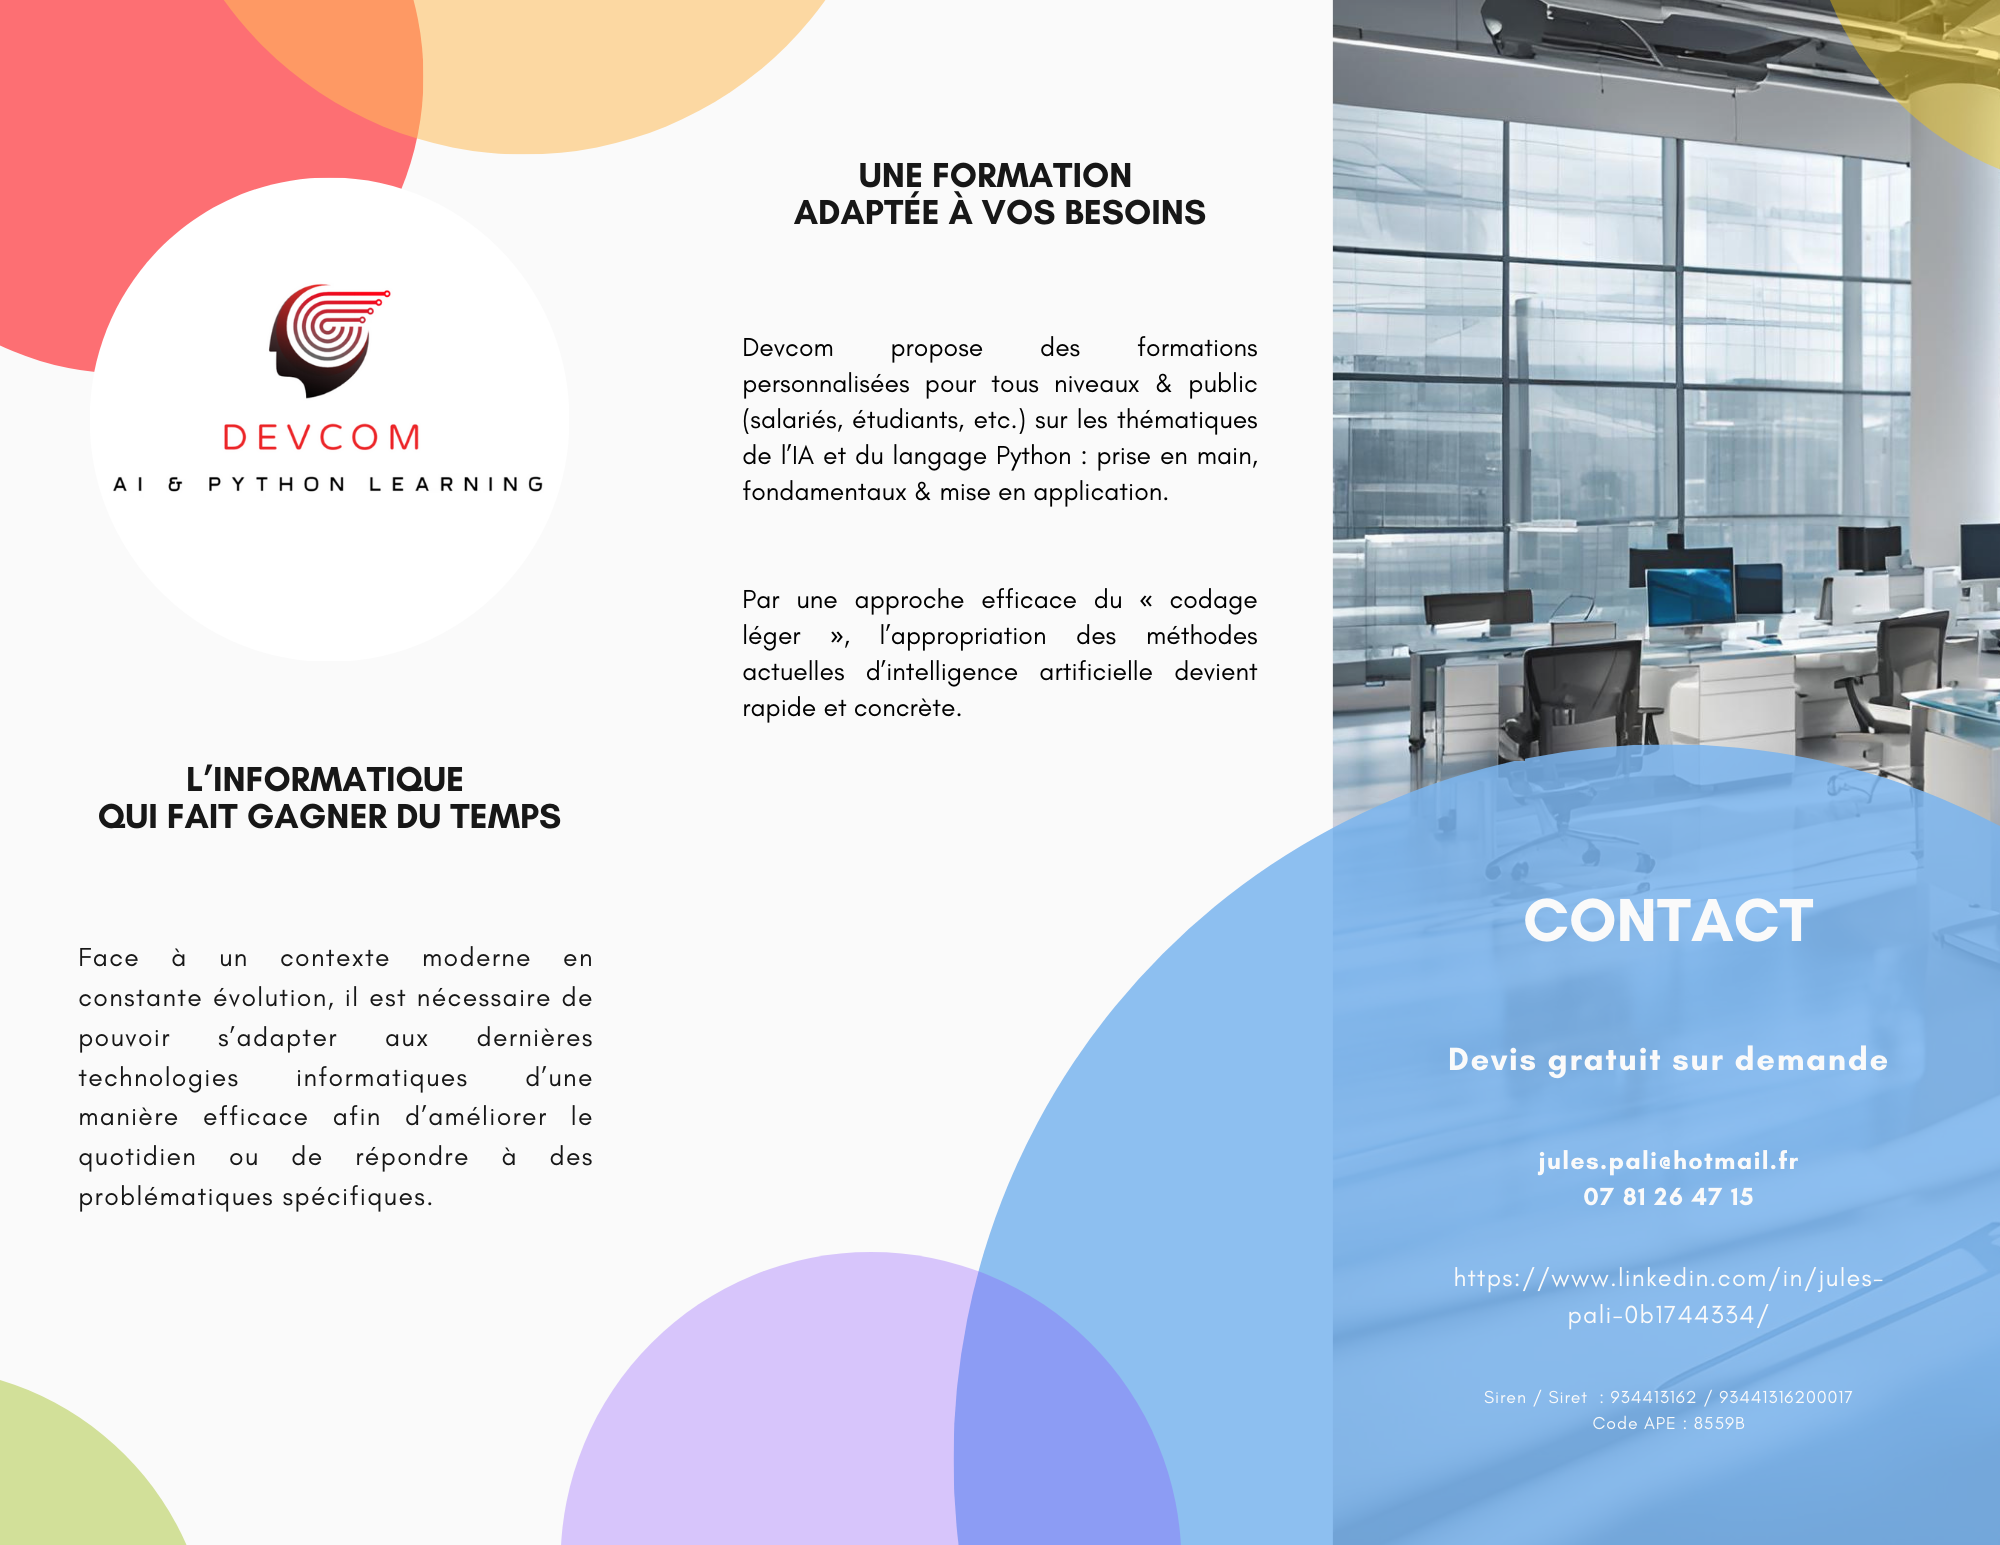 DEVCOM
AI & PYTHON LEARNING
L’INFORMATIQUE
QUI FAIT GAGNER DU TEMPS
Face à un contexte moderne en
constante évolution, il est nécessaire de
pouvoir s’adapter aux dernières
technologies informatiques d’une
manière efficace afin d’améliorer le
quotidien ou de répondre à des
problématiques spécifiques.
UNE FORMATION
ADAPTÉE À VOS BESOINS
Devcom propose des formations
personnalisées pour tous niveaux & public
(salariés, étudiants, etc.) sur les thématiques
de l’IA et du langage Python : prise en main,
fondamentaux & mise en application.
Par une approche efficace du « codage
léger », l’appropriation des méthodes
actuelles d’intelligence artificielle devient
rapide et concrète.
CONTACT
Devis gratuit sur demande
jules.pali@hotmail.fr
07 81 26 47 15
https://www.linkedin.com/in/jules-
pali-0b1744334/
Siren / Siret : 934413162 / 93441316200017
Code APE : 8559B